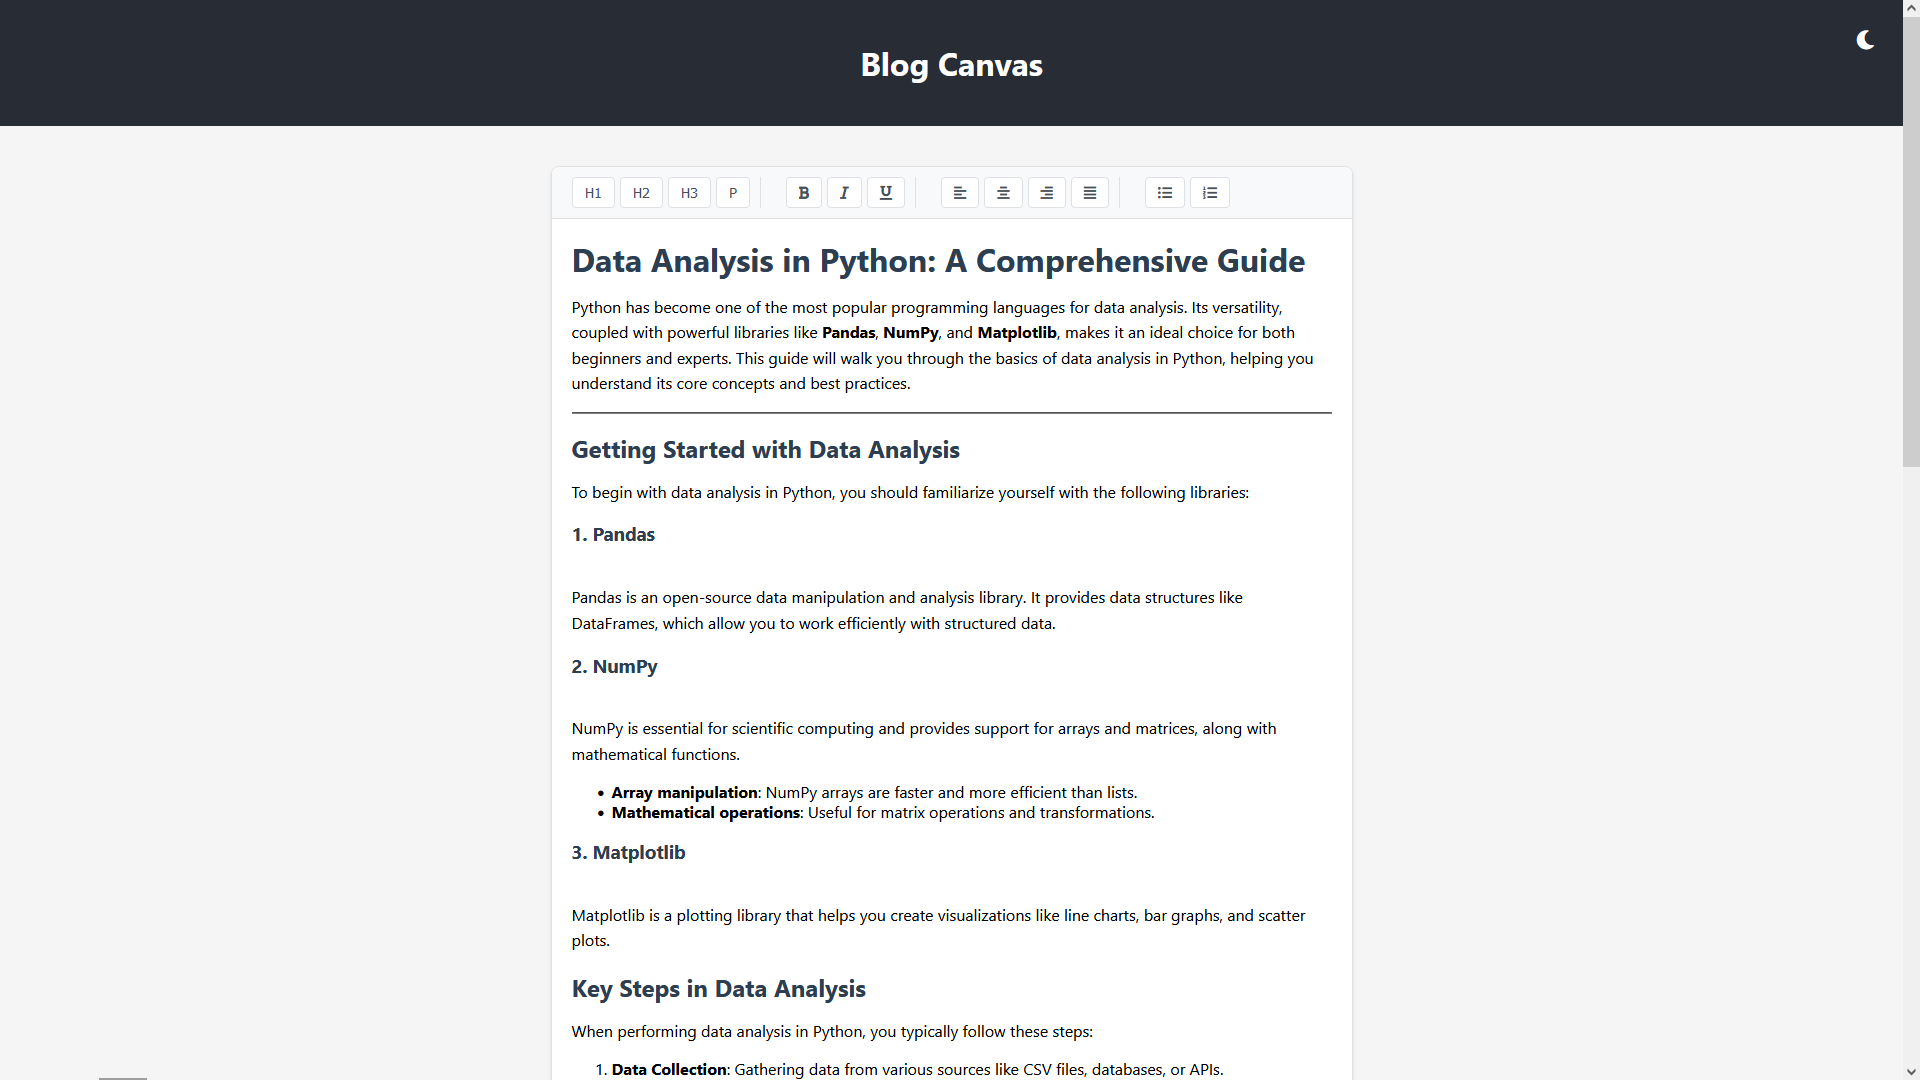 Blog Canvas
H1 H2 H3 P B I U
Data Analysis in Python: A Comprehensive Guide
Python has become one of the most popular programming languages for data analysis. Its versatility,
coupled with powerful libraries like Pandas, NumPy, and Matplotlib, makes it an ideal choice for both
beginners and experts. This guide will walk you through the basics of data analysis in Python, helping you
understand its core concepts and best practices.
Getting Started with Data Analysis
To begin with data analysis in Python, you should familiarize yourself with the following libraries:
1. Pandas
Pandas is an open-source data manipulation and analysis library. It provides data structures like
DataFrames, which allow you to work efficiently with structured data.
2. NumPy
NumPy is essential for scientific computing and provides support for arrays and matrices, along with
mathematical functions.
• Array manipulation: NumPy arrays are faster and more efficient than lists.
• Mathematical operations: Useful for matrix operations and transformations.
3. Matplotlib
Matplotlib is a plotting library that helps you create visualizations like line charts, bar graphs, and scatter
plots.
Key Steps in Data Analysis
When performing data analysis in Python, you typically follow these steps:
1. Data Collection: Gathering data from various sources like CSV files, databases, or APIs.